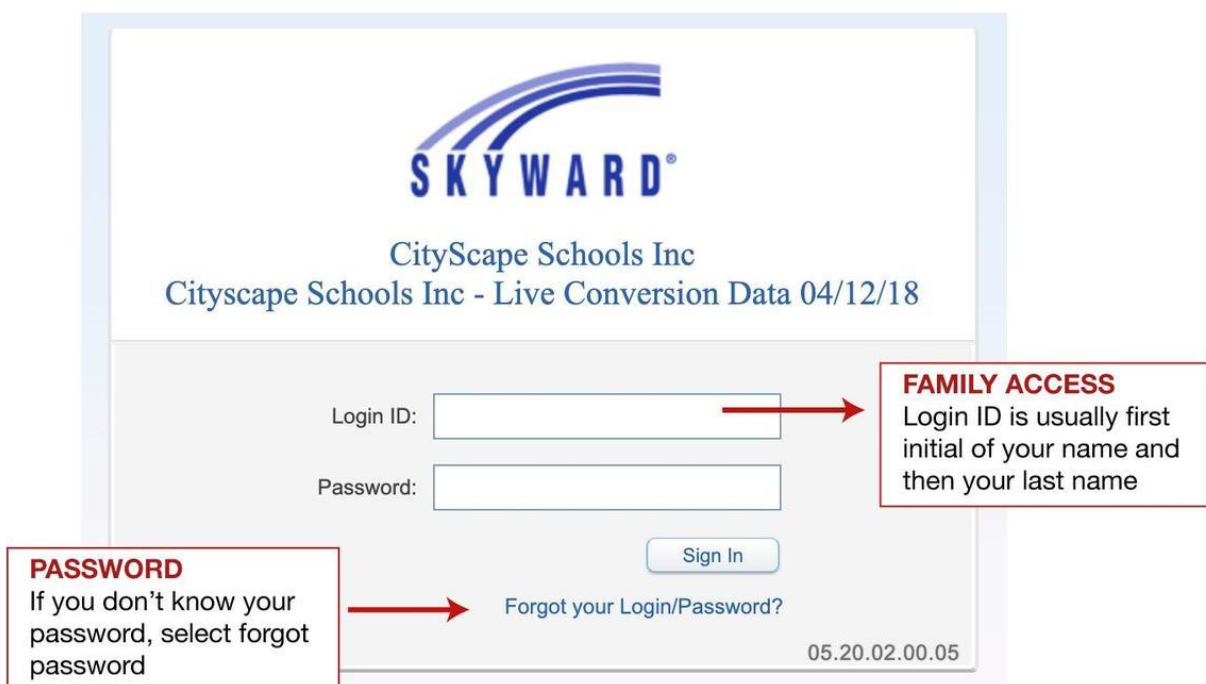 SKYWARD®
CityScape Schools Inc
Cityscape Schools Inc - Live Conversion Data 04/12/18
Login ID:
FAMILY ACCESS
Login ID is usually first
initial of your name and
then your last name
Password:
Sign In
PASSWORD
If you don’t know your
password, select forgot
password
Forgot your Login/Password?
05.20.02.00.05